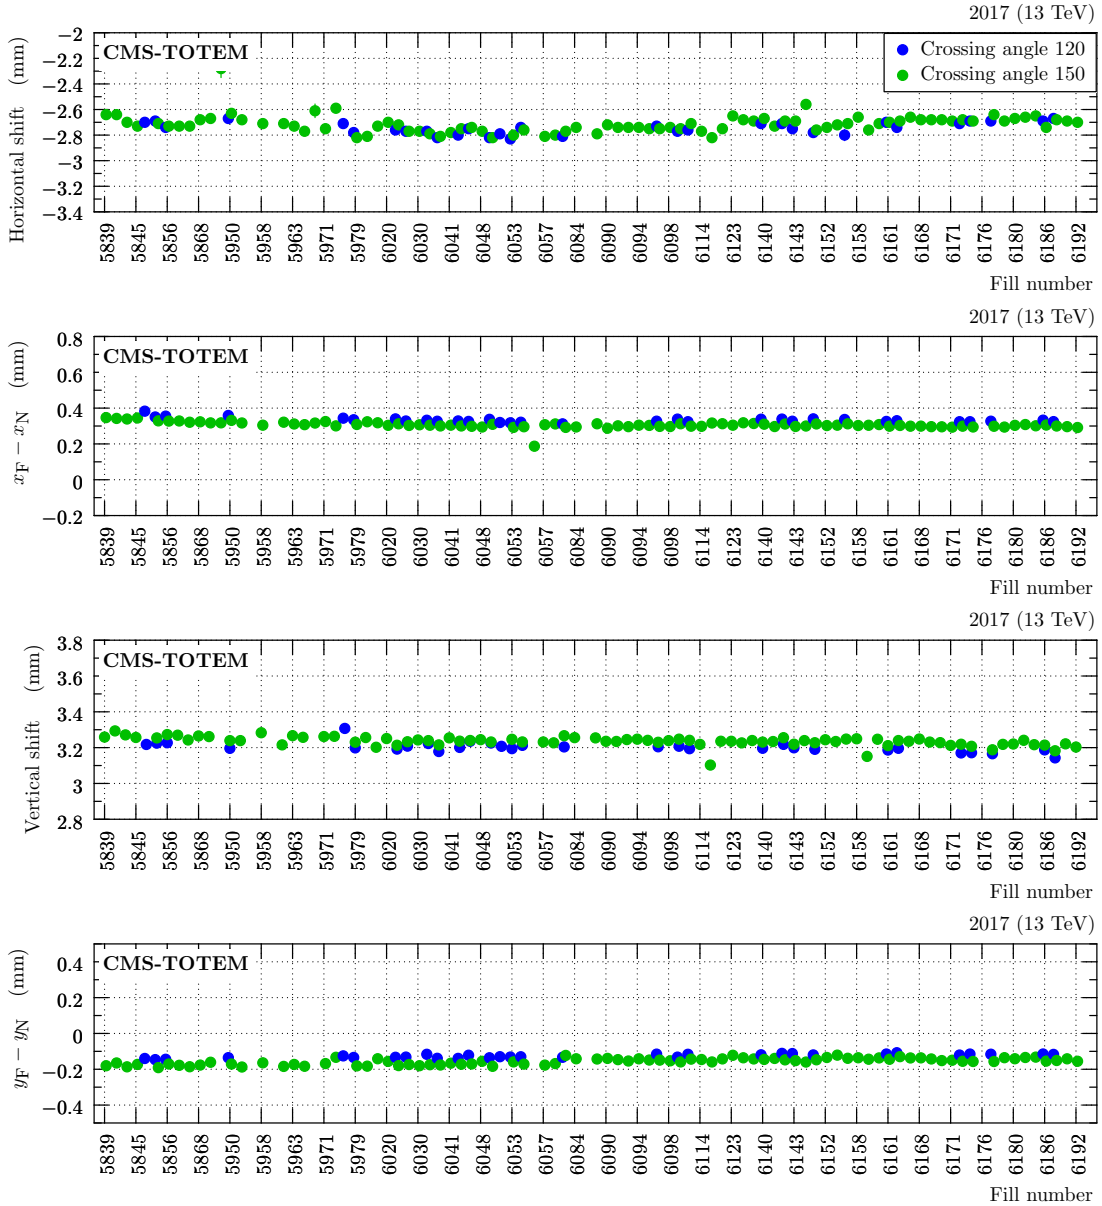 2017 (13 TeV)
CMS-TOTEM
Crossing angle 120
Crossing angle 150
Horizontal shift (mm)
−2
−2.2
−2.4
−2.6
−2.8
−3
−3.2
−3.4
5839 5845 5856 5868 5950 5958 5963 5971 5979 6020 6030 6041 6048 6053 6057 6084 6090 6094 6098 6114 6123 6140 6143 6152 6158 6161 6168 6171 6176 6180 6186 6192
Fill number
2017 (13 TeV)
CMS-TOTEM
x_F − x_N (mm)
0.8
0.6
0.4
0.2
0
−0.2
5839 5845 5856 5868 5950 5958 5963 5971 5979 6020 6030 6041 6048 6053 6057 6084 6090 6094 6098 6114 6123 6140 6143 6152 6158 6161 6168 6171 6176 6180 6186 6192
Fill number
2017 (13 TeV)
CMS-TOTEM
Vertical shift (mm)
3.8
3.6
3.4
3.2
3
2.8
5839 5845 5856 5868 5950 5958 5963 5971 5979 6020 6030 6041 6048 6053 6057 6084 6090 6094 6098 6114 6123 6140 6143 6152 6158 6161 6168 6171 6176 6180 6186 6192
Fill number
2017 (13 TeV)
CMS-TOTEM
y_F − y_N (mm)
0.4
0.2
0
−0.2
−0.4
5839 5845 5856 5868 5950 5958 5963 5971 5979 6020 6030 6041 6048 6053 6057 6084 6090 6094 6098 6114 6123 6140 6143 6152 6158 6161 6168 6171 6176 6180 6186 6192
Fill number